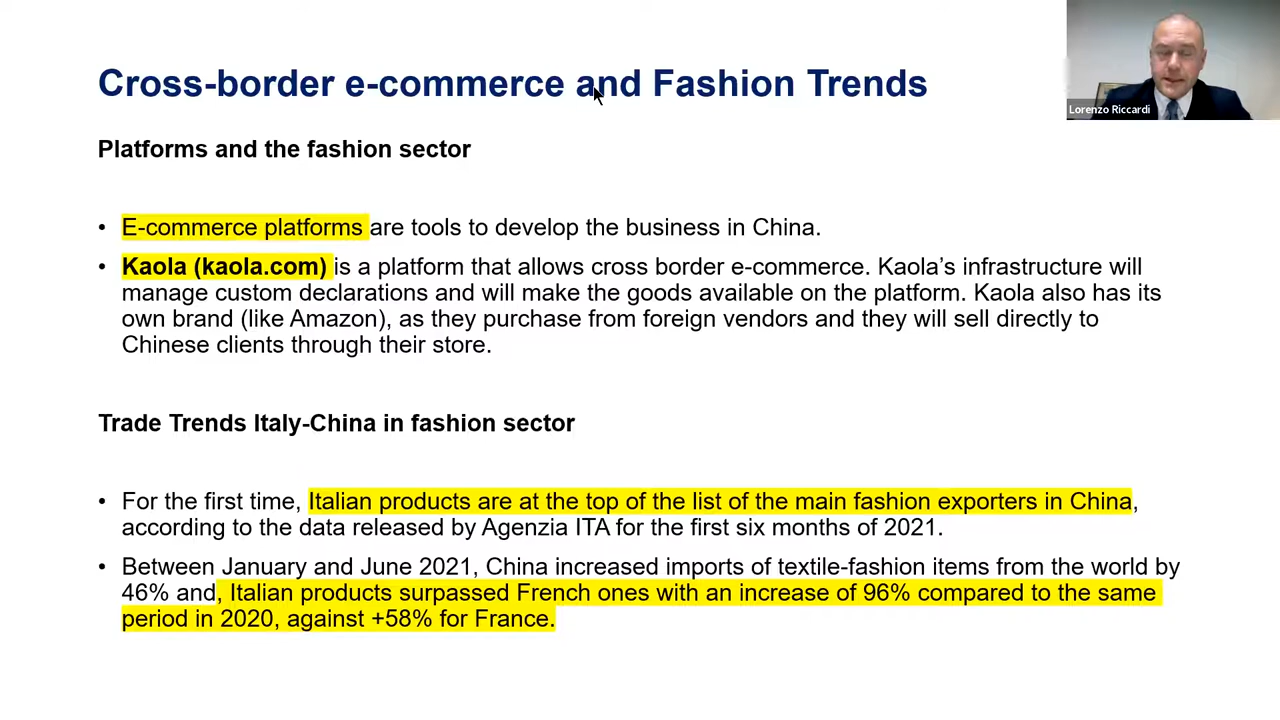 Cross-border e-commerce and Fashion Trends
Lorenzo Riccardi
Platforms and the fashion sector
• E-commerce platforms are tools to develop the business in China.
• Kaola (kaola.com) is a platform that allows cross border e-commerce. Kaola’s infrastructure will
manage custom declarations and will make the goods available on the platform. Kaola also has its
own brand (like Amazon), as they purchase from foreign vendors and they will sell directly to
Chinese clients through their store.
Trade Trends Italy-China in fashion sector
• For the first time, Italian products are at the top of the list of the main fashion exporters in China,
according to the data released by Agenzia ITA for the first six months of 2021.
• Between January and June 2021, China increased imports of textile-fashion items from the world by
46% and, Italian products surpassed French ones with an increase of 96% compared to the same
period in 2020, against +58% for France.